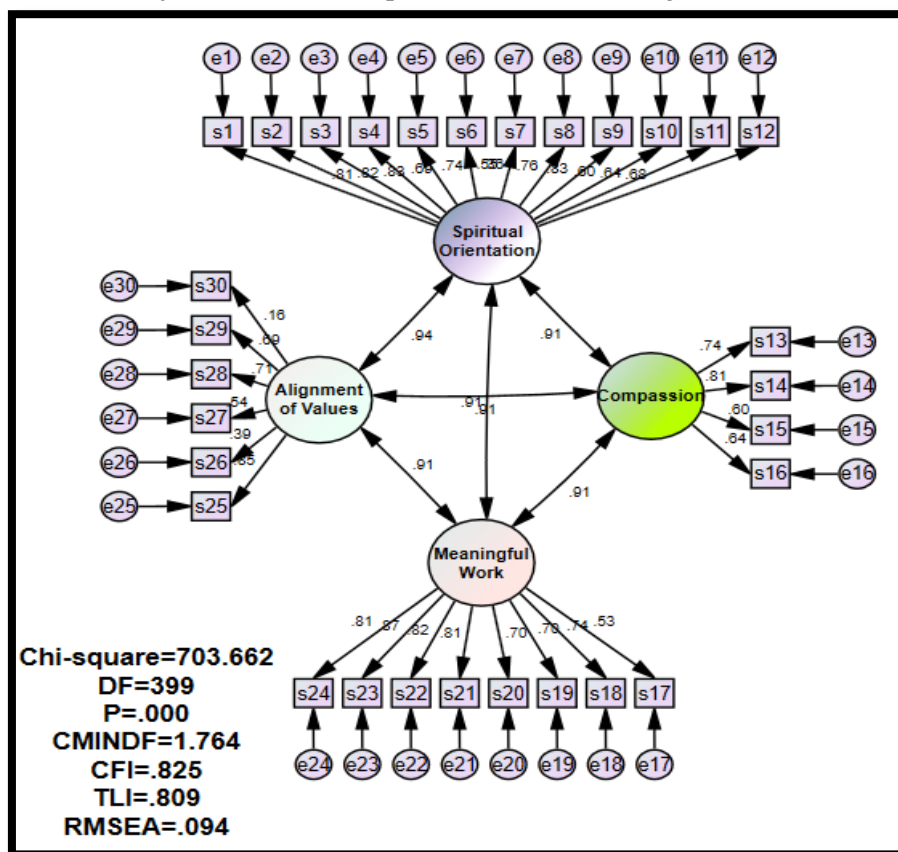 e1 e2 e3 e4 e5 e6 e7 e8 e9 e10 e11 e12
s1 s2 s3 s4 s5 s6 s7 s8 s9 s10 s11 s12
.81 .82 .83 .69 .74 .76 .83 .60 .64 .68
Spiritual
Orientation
e30 s30
.16
e29 s29
.69
e28 s28
.71
e27 s27
.54
e26 s26
.39
e25 s25
.94
.91
Alignment
of Values
.91
.91
Compassion
.74
s13 e13
.81
s14 e14
.60
s15 e15
.64
s16 e16
.91
.91
Meaningful
Work
.81 .87 .82 .81 .70 .70 .74 .53
s24 s23 s22 s21 s20 s19 s18 s17
e24 e23 e22 e21 e20 e19 e18 e17
Chi-square=703.662
DF=399
P=.000
CMINDF=1.764
CFI=.825
TLI=.809
RMSEA=.094